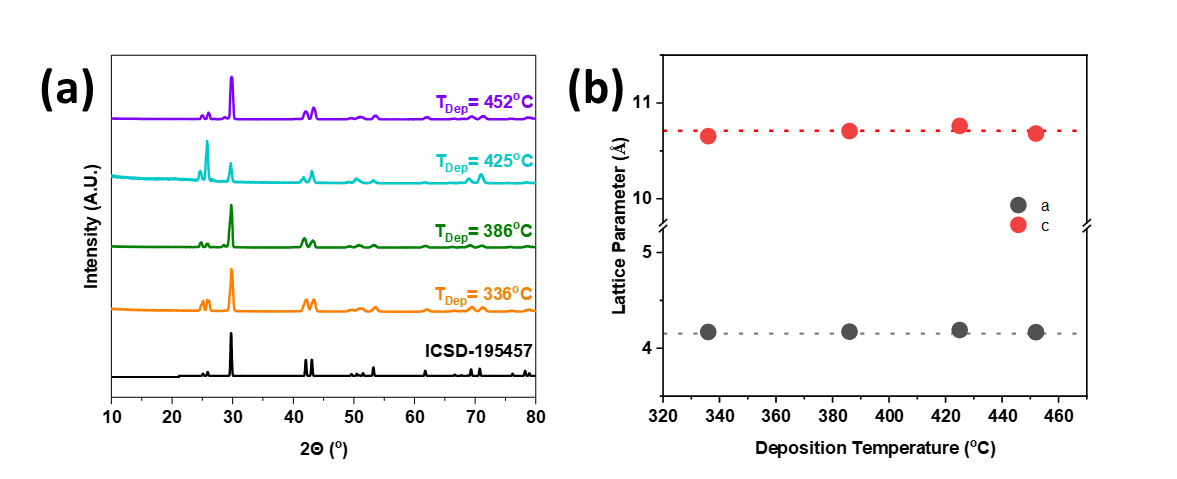 (a)
T_Dep= 452°C
T_Dep= 425°C
T_Dep= 386°C
T_Dep= 336°C
ICSD-195457
Intensity (A.U.)
10 20 30 40 50 60 70 80
2Θ (°)
(b)
11
10
5
4
Lattice Parameter (Å)
a
c
320 340 360 380 400 420 440 460
Deposition Temperature (°C)